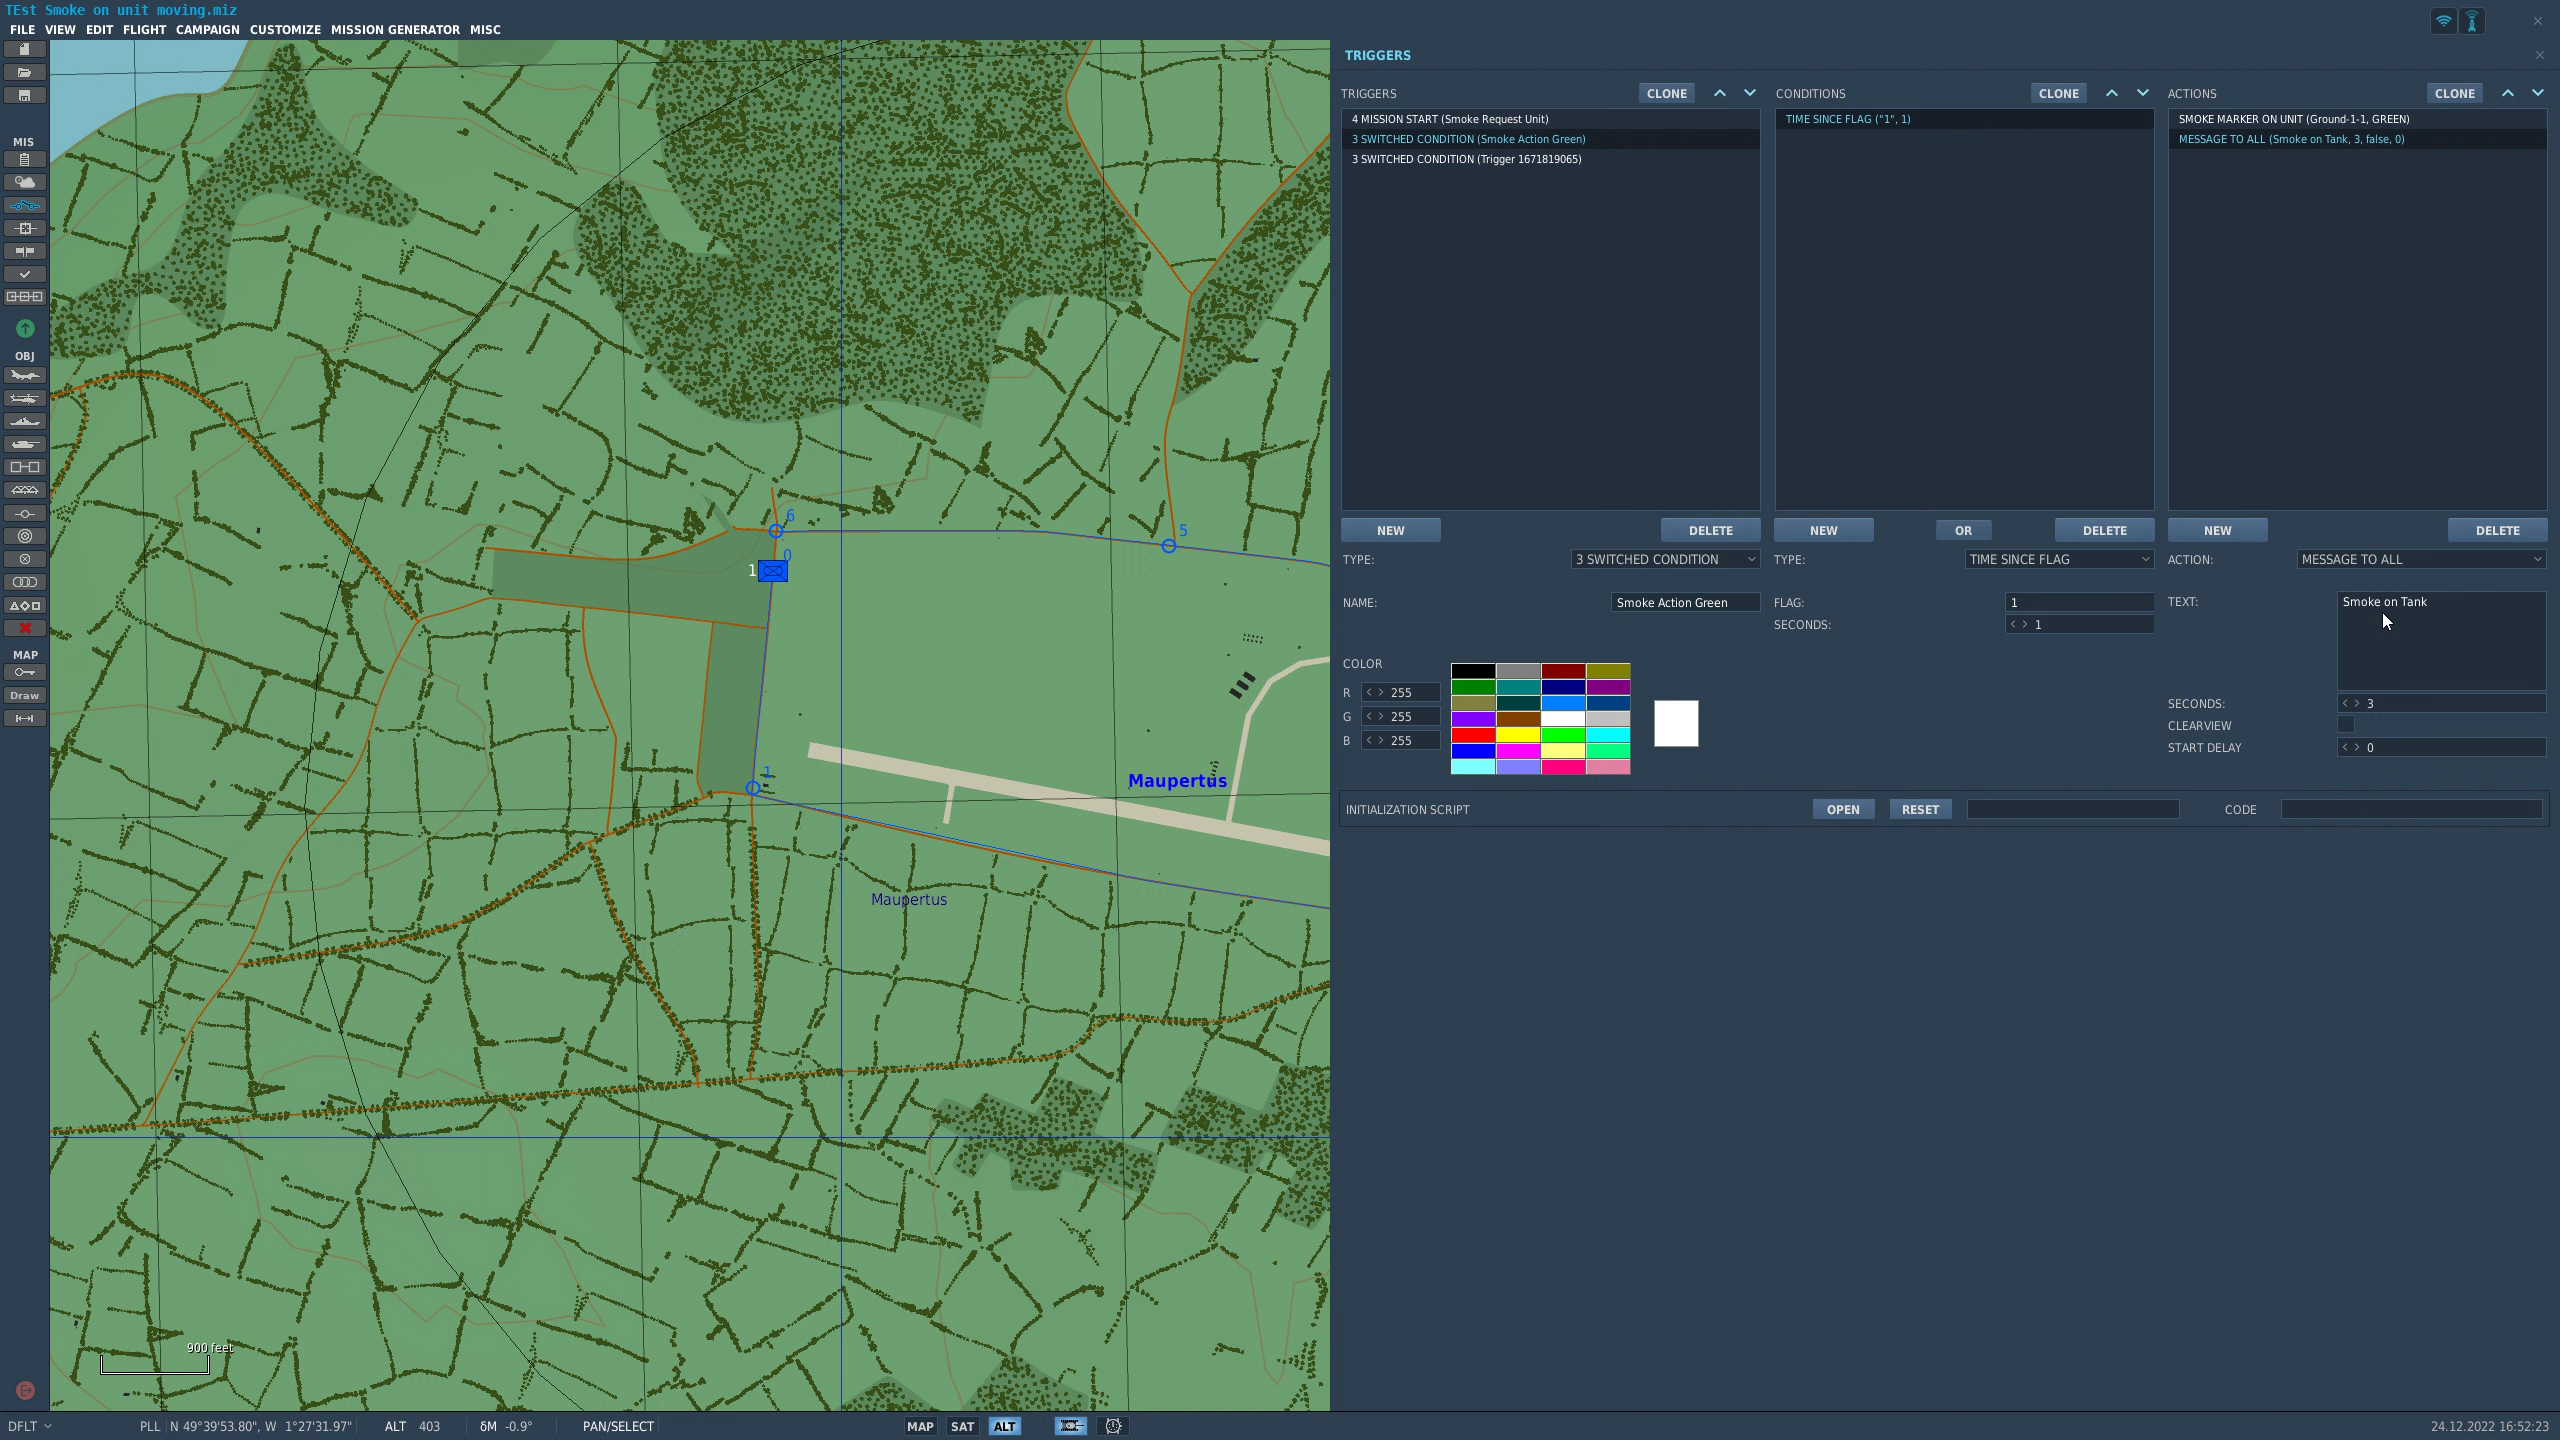 TEst Smoke on unit moving.miz
FILE VIEW EDIT FLIGHT CAMPAIGN CUSTOMIZE MISSION GENERATOR MISC
TRIGGERS
TRIGGERS CLONE CONDITIONS CLONE ACTIONS CLONE
4 MISSION START (Smoke Request Unit) TIME SINCE FLAG ("1", 1) SMOKE MARKER ON UNIT (Ground-1-1, GREEN)
3 SWITCHED CONDITION (Smoke Action Green) MESSAGE TO ALL (Smoke on Tank, 3, false, 0)
3 SWITCHED CONDITION (Trigger 1671819065)
NEW DELETE NEW OR DELETE NEW DELETE
TYPE: 3 SWITCHED CONDITION TYPE: TIME SINCE FLAG ACTION: MESSAGE TO ALL
NAME: Smoke Action Green FLAG: 1 TEXT: Smoke on Tank
SECONDS: 1
COLOR
R 255
G 255
B 255
SECONDS: 3
CLEARVIEW
START DELAY 0
INITIALIZATION SCRIPT OPEN RESET CODE
MIS
OBJ
MAP
Draw
6
5
0
1
1
Maupertus
Maupertus
900 feet
DFLT PLL N 49°39'53.80", W 1°27'31.97" ALT 403 δM -0.9° PAN/SELECT MAP SAT ALT 24.12.2022 16:52:23